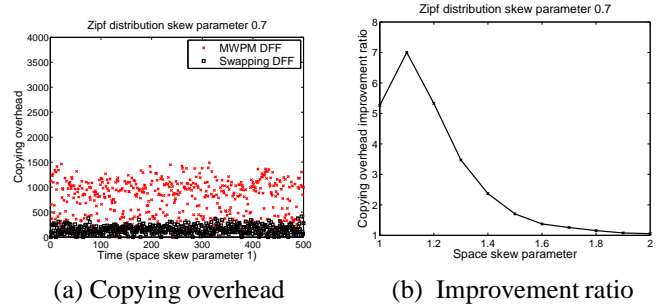 Zipf distribution skew parameter 0.7
4000
3500
3000
2500
2000
1500
1000
500
0
Copying overhead
MWPM DFF
Swapping DFF
0 100 200 300 400 500
Time (space skew parameter 1)
(a) Copying overhead
Zipf distribution skew parameter 0.7
8
7
6
5
4
3
2
1
Copying overhead improvement ratio
1 1.2 1.4 1.6 1.8 2
Space skew parameter
(b) Improvement ratio